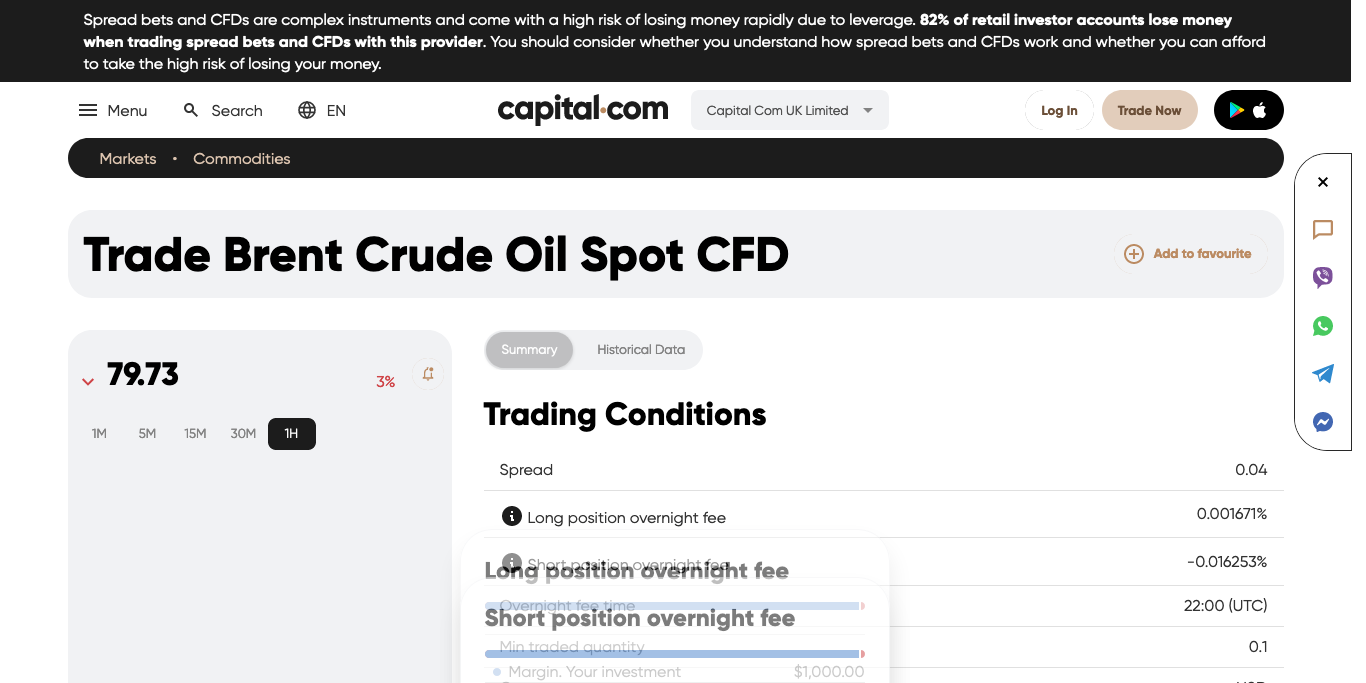 Spread bets and CFDs are complex instruments and come with a high risk of losing money rapidly due to leverage. 82% of retail investor accounts lose money
when trading spread bets and CFDs with this provider. You should consider whether you understand how spread bets and CFDs work and whether you can afford
to take the high risk of losing your money.
Menu Search EN capital.com Capital Com UK Limited Log In Trade Now
Markets • Commodities
Trade Brent Crude Oil Spot CFD Add to favourite
79.73 3%
1M 5M 15M 30M 1H
Summary Historical Data
Trading Conditions
Spread 0.04
Long position overnight fee 0.001671%
Short position overnight fee -0.016253%
Long position overnight fee
Overnight fee time 22:00 (UTC)
Short position overnight fee
Min traded quantity 0.1
Margin. Your investment $1,000.00